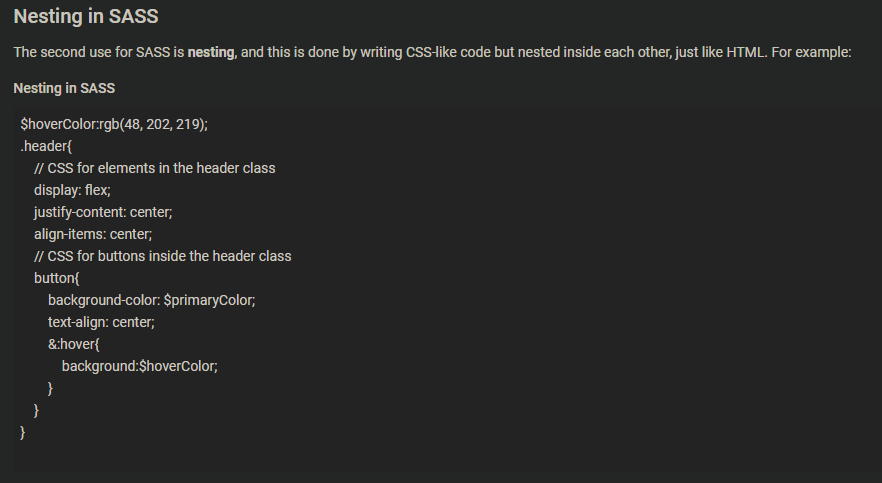 Nesting in SASS
The second use for SASS is nesting, and this is done by writing CSS-like code but nested inside each other, just like HTML. For example:
Nesting in SASS
$hoverColor:rgb(48, 202, 219);
.header{
    // CSS for elements in the header class
    display: flex;
    justify-content: center;
    align-items: center;
    // CSS for buttons inside the header class
    button{
        background-color: $primaryColor;
        text-align: center;
        &:hover{
            background:$hoverColor;
        }
    }
}